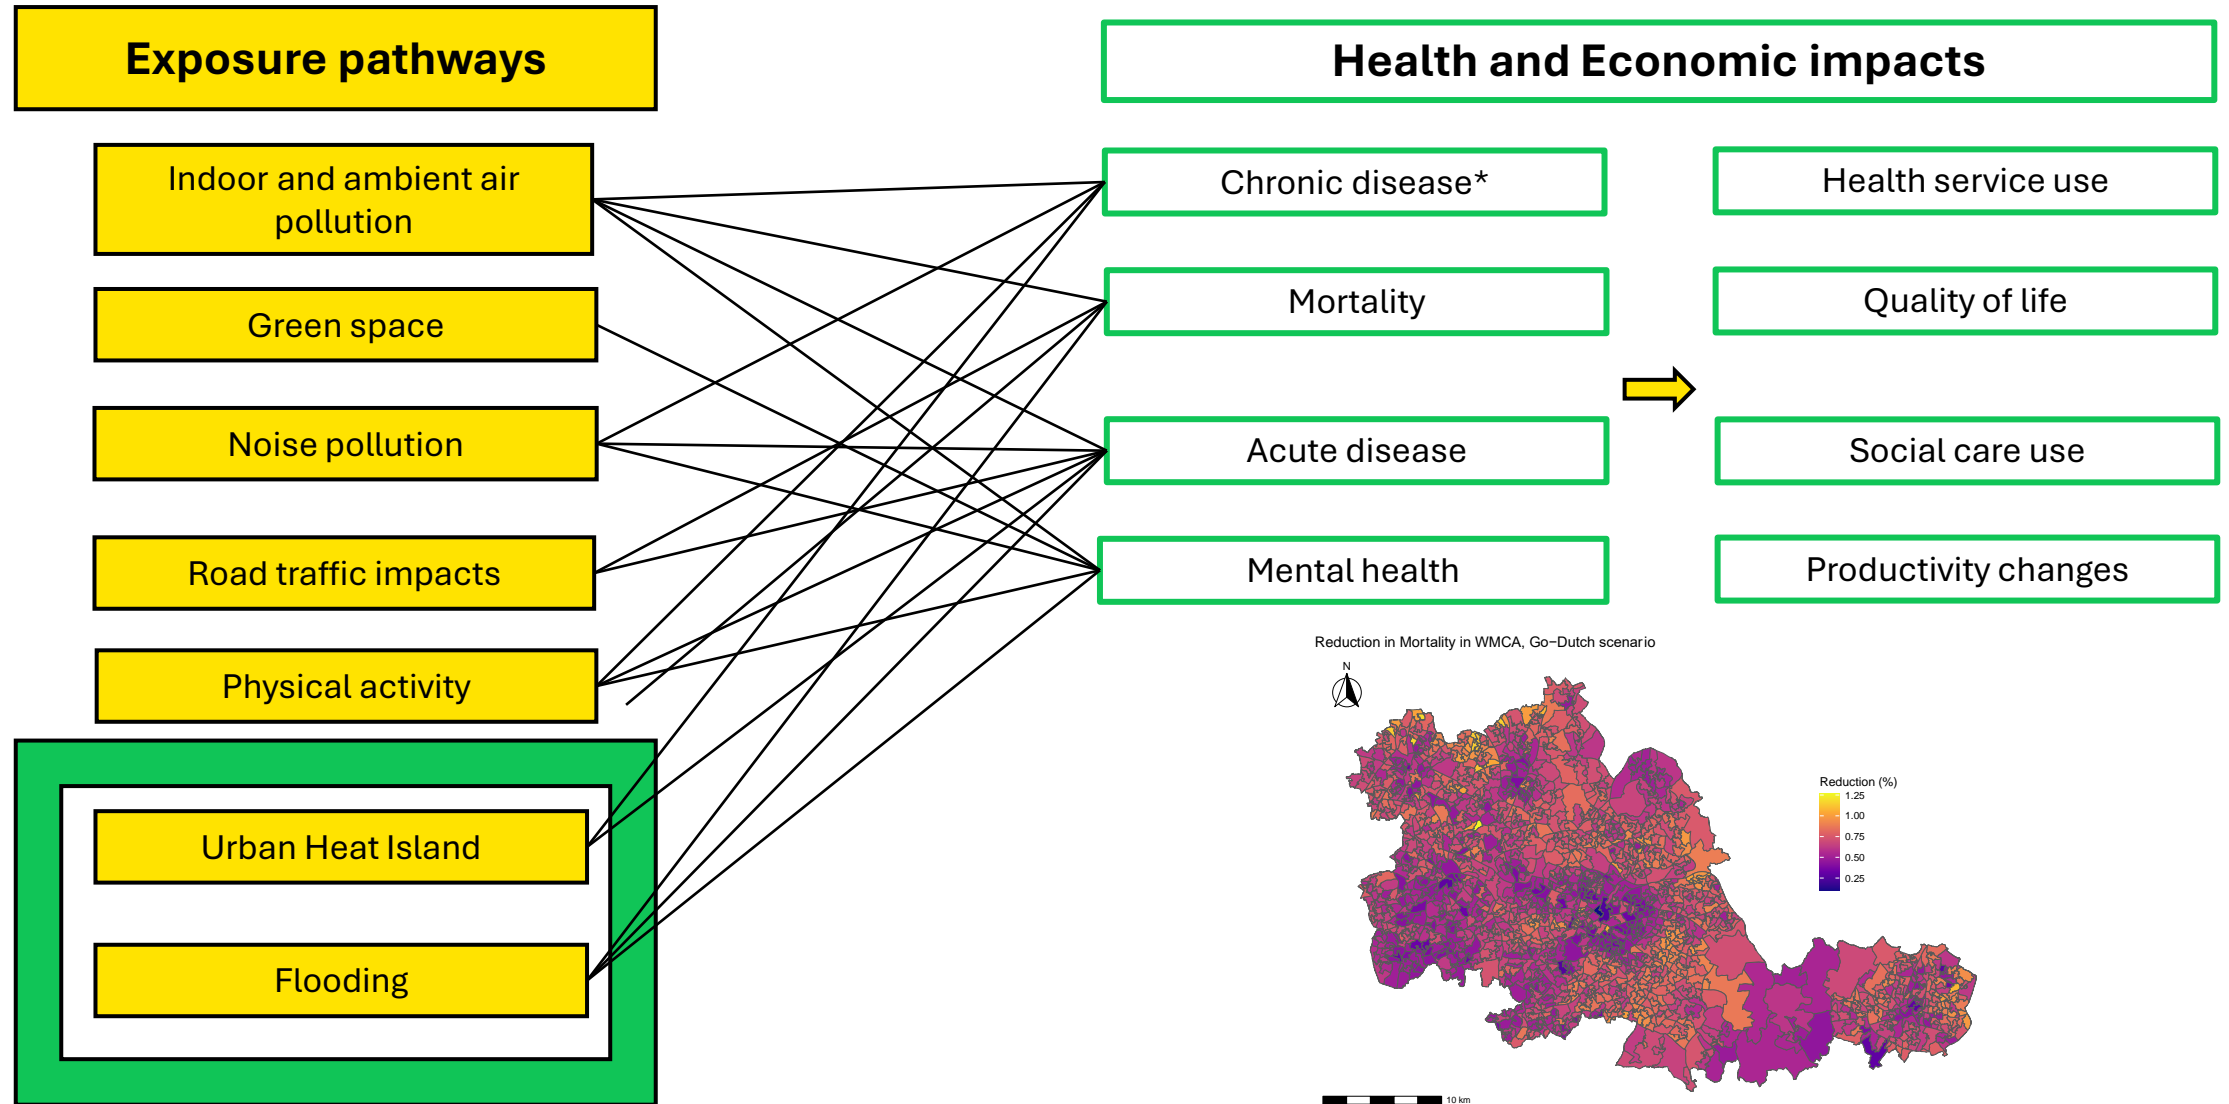 Exposure pathways
Health and Economic impacts
Indoor and ambient air
pollution
Green space
Noise pollution
Road traffic impacts
Physical activity
Urban Heat Island
Flooding
Chronic disease*
Mortality
Acute disease
Mental health
Health service use
Quality of life
Social care use
Productivity changes
Reduction in Mortality in WMCA, Go−Dutch scenario
N
Reduction (%)
1.25
1.00
0.75
0.50
0.25
10 km